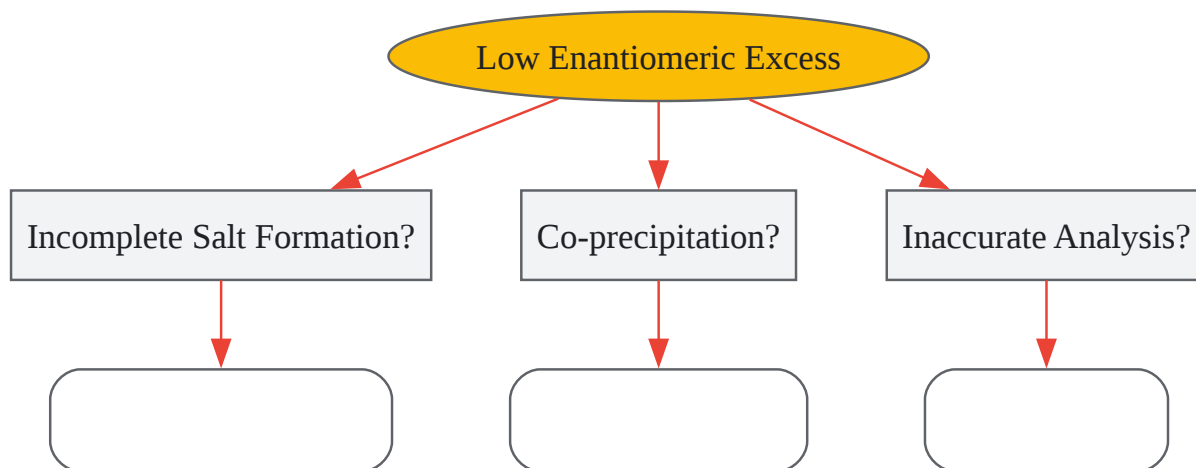 Low Enantiomeric Excess
Incomplete Salt Formation?
Co-precipitation?
Inaccurate Analysis?